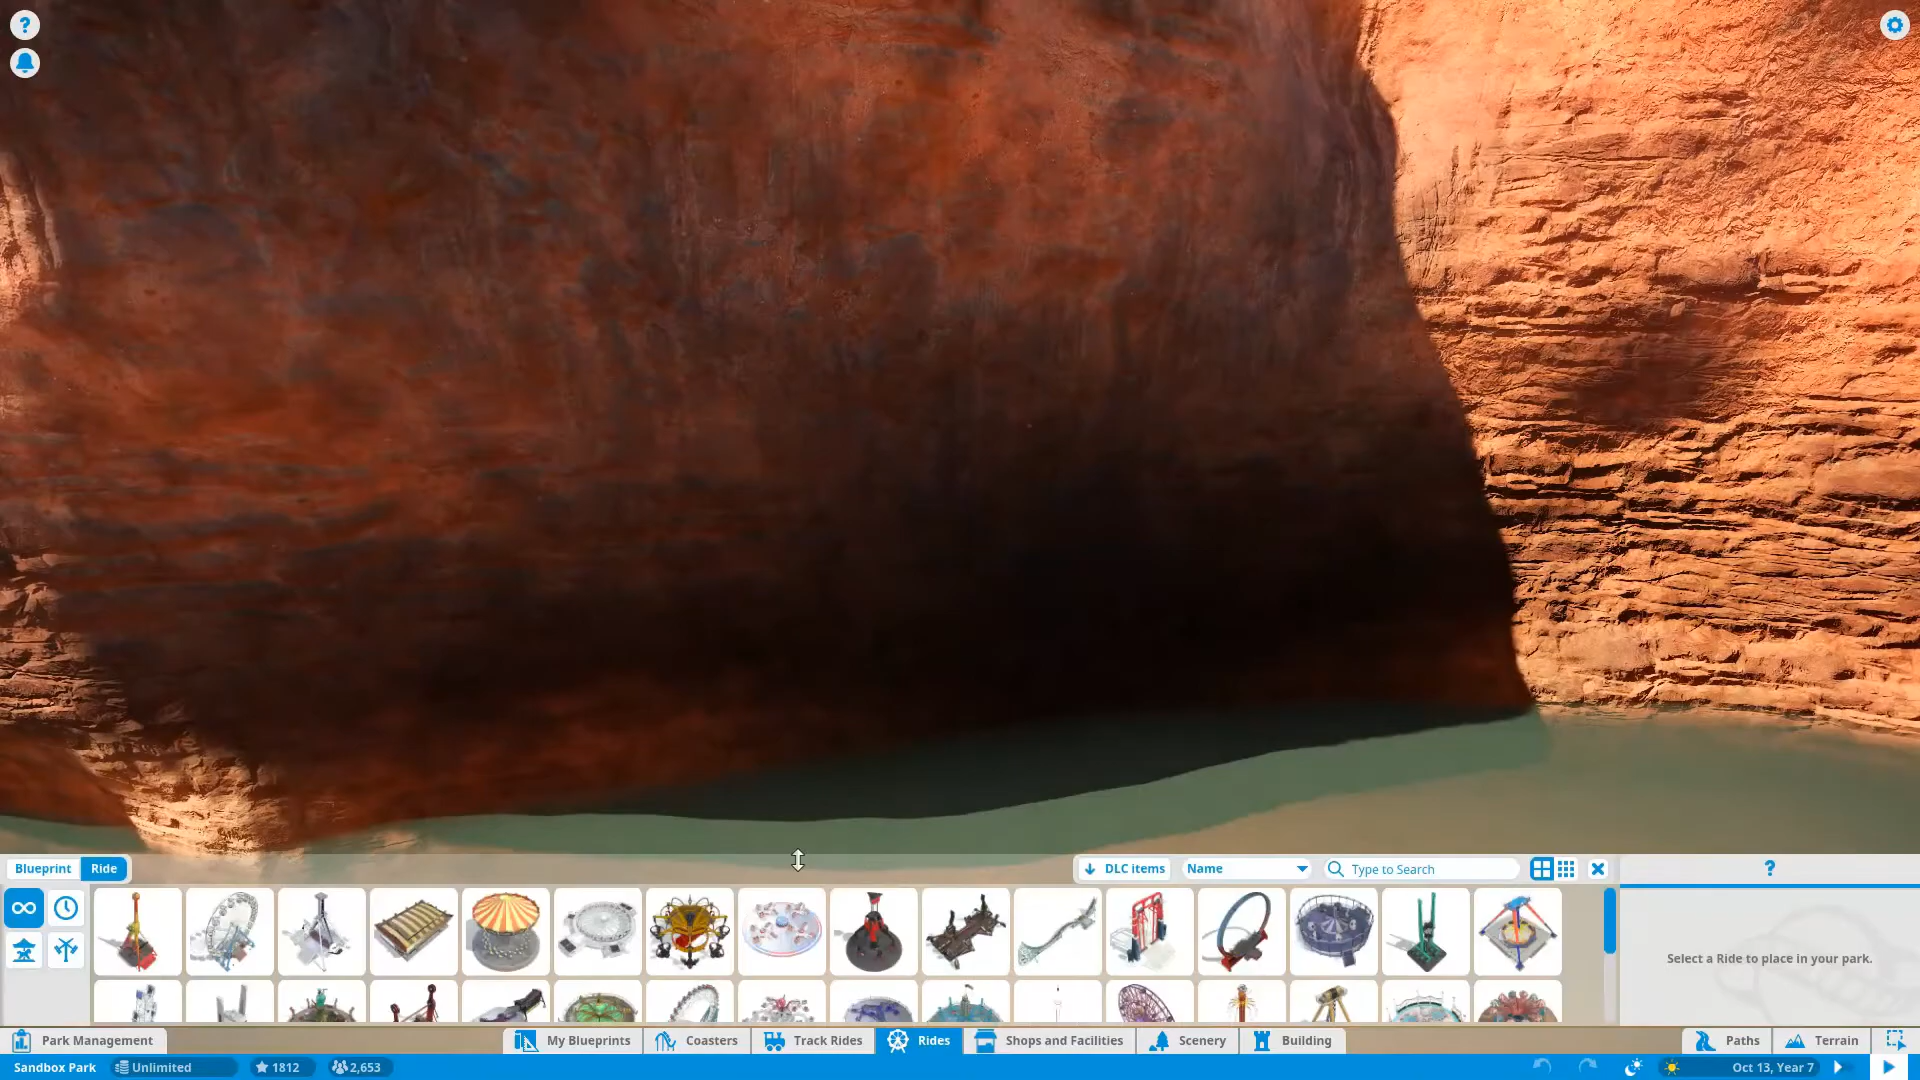 ?
Blueprint
Ride
DLC items
Name
Type to Search
?
Select a Ride to place in your park.
Park Management
My Blueprints
Coasters
Track Rides
Rides
Shops and Facilities
Scenery
Building
Paths
Terrain
Sandbox Park
Unlimited
1812
2,653
Oct 13, Year 7